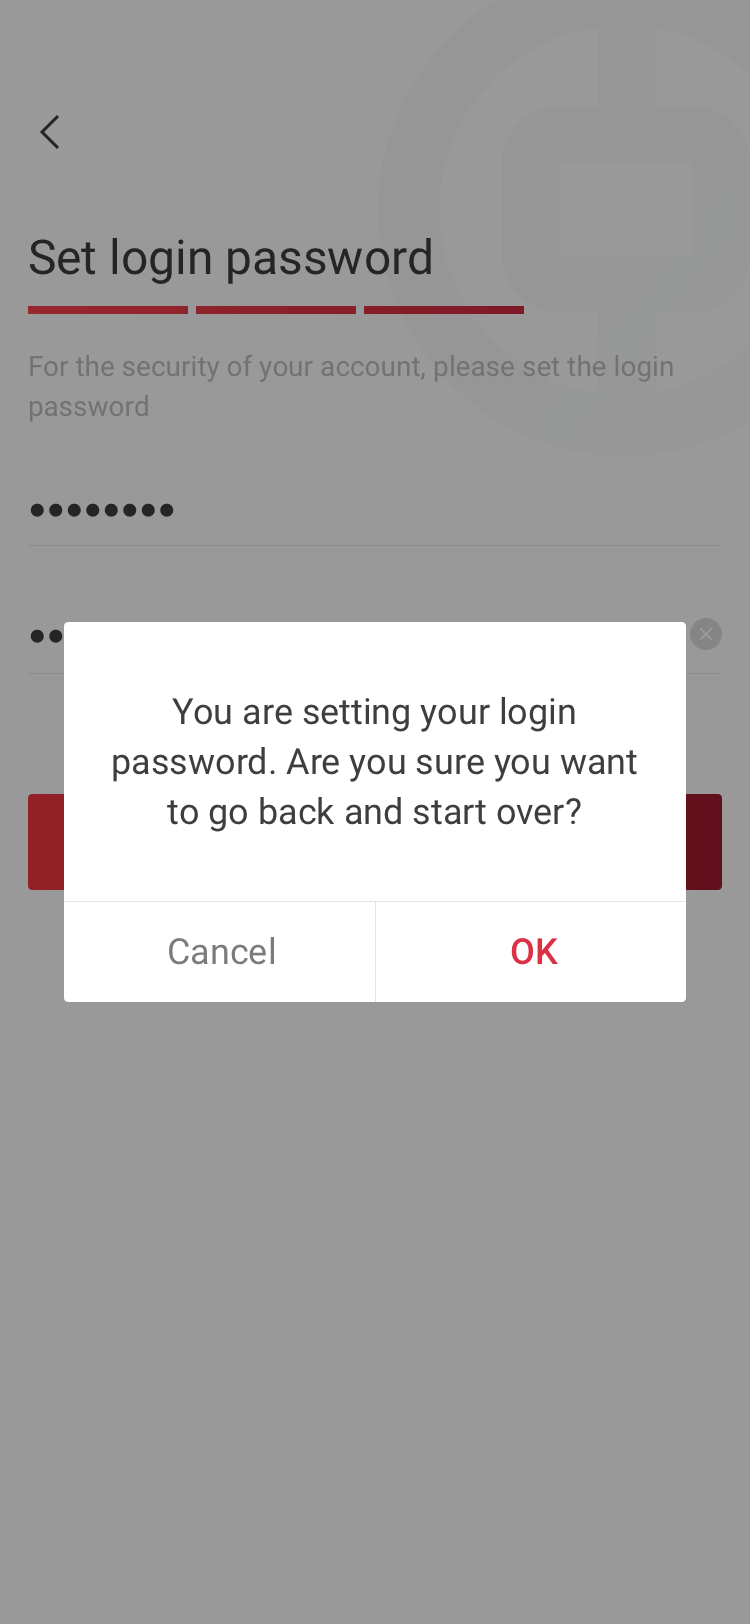 Set login password
For the security of your account, please set the login
password
••••••••
••
You are setting your login
password. Are you sure you want
to go back and start over?
Cancel
OK